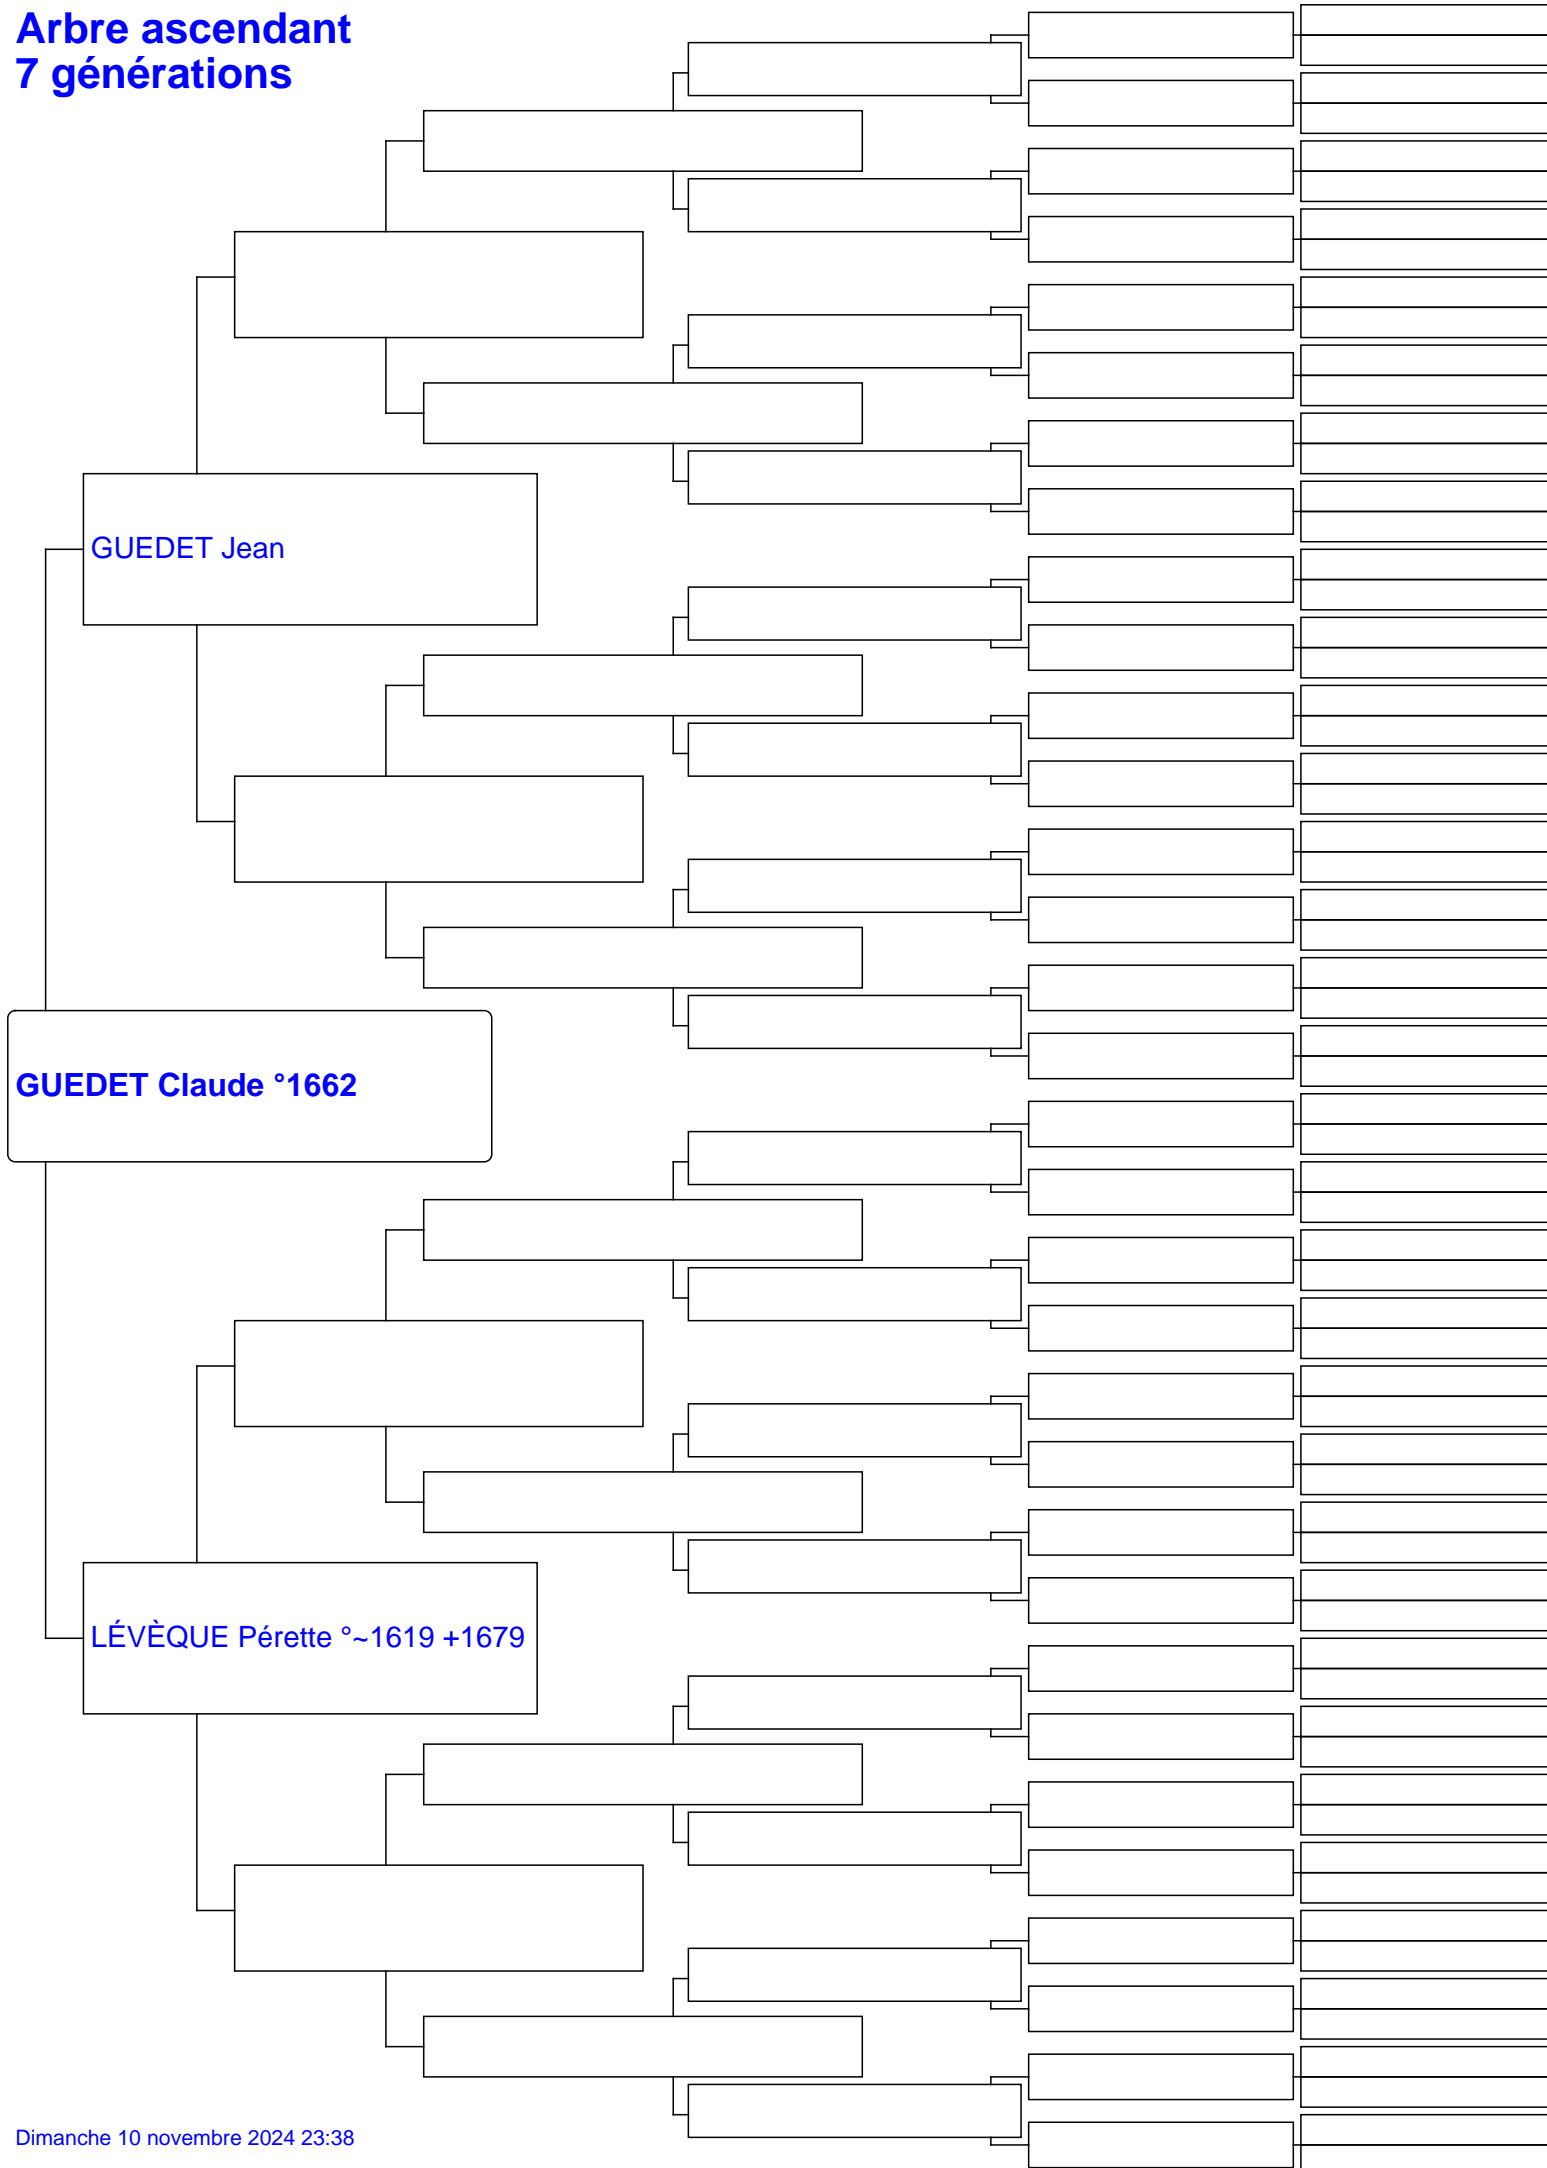 Arbre ascendant
7 générations
GUEDET Jean
GUEDET Claude °1662
LÉVÈQUE Pérette °~1619 +1679
Dimanche 10 novembre 2024 23:38